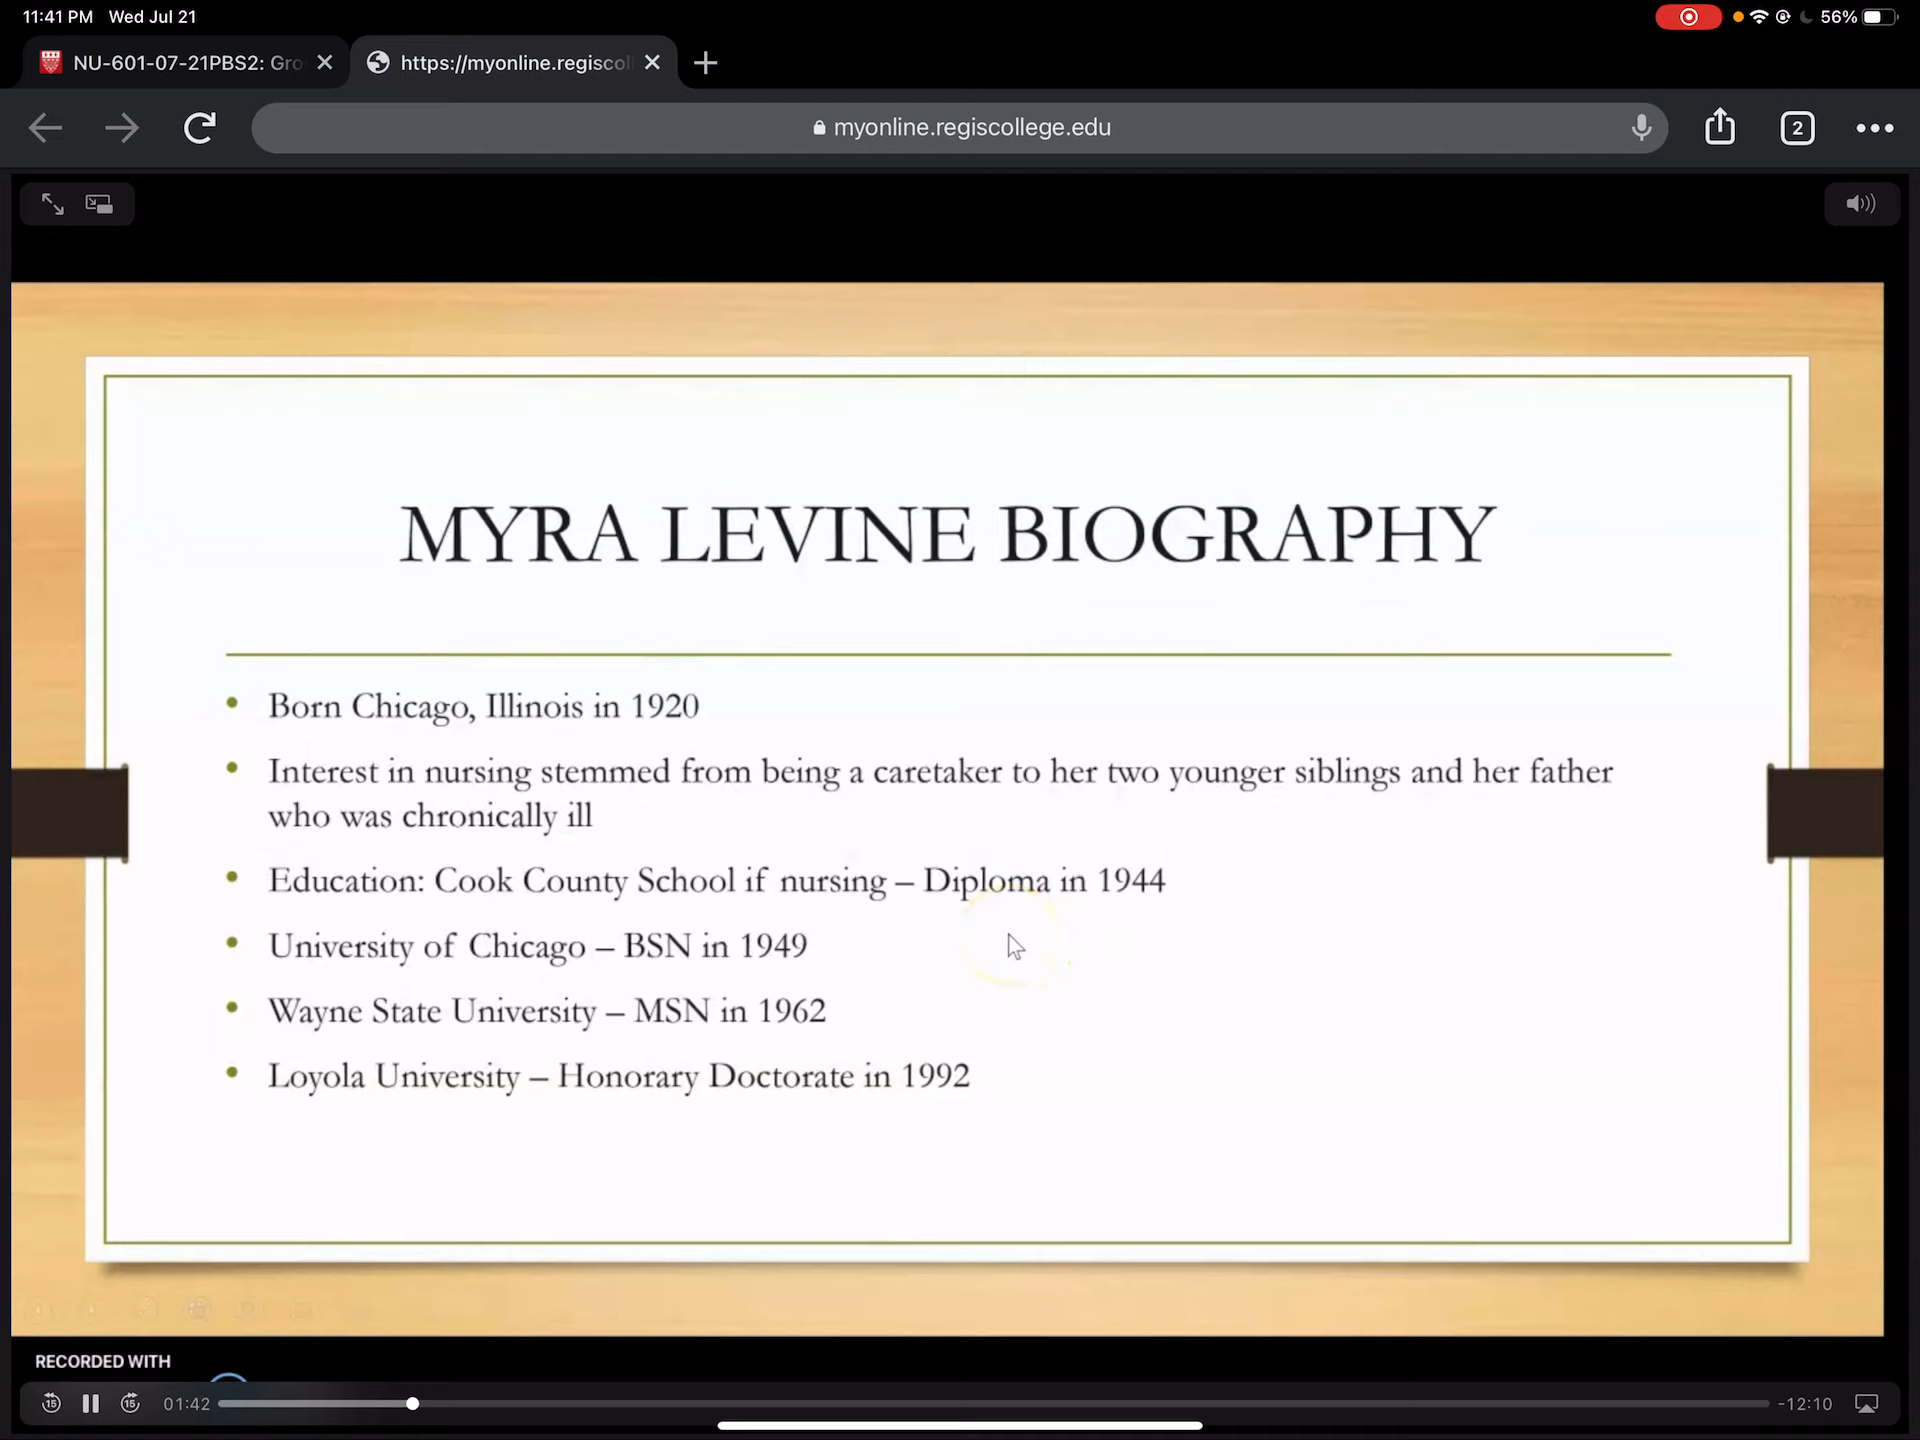 11:41 PM Wed Jul 21
56%
NU-601-07-21PBS2: Gro
https://myonline.regiscoll
myonline.regiscollege.edu
2
MYRA LEVINE BIOGRAPHY
• Born Chicago, Illinois in 1920
• Interest in nursing stemmed from being a caretaker to her two younger siblings and her father
who was chronically ill
• Education: Cook County School if nursing – Diploma in 1944
• University of Chicago – BSN in 1949
• Wayne State University – MSN in 1962
• Loyola University – Honorary Doctorate in 1992
RECORDED WITH
15 15 01:42 -12:10